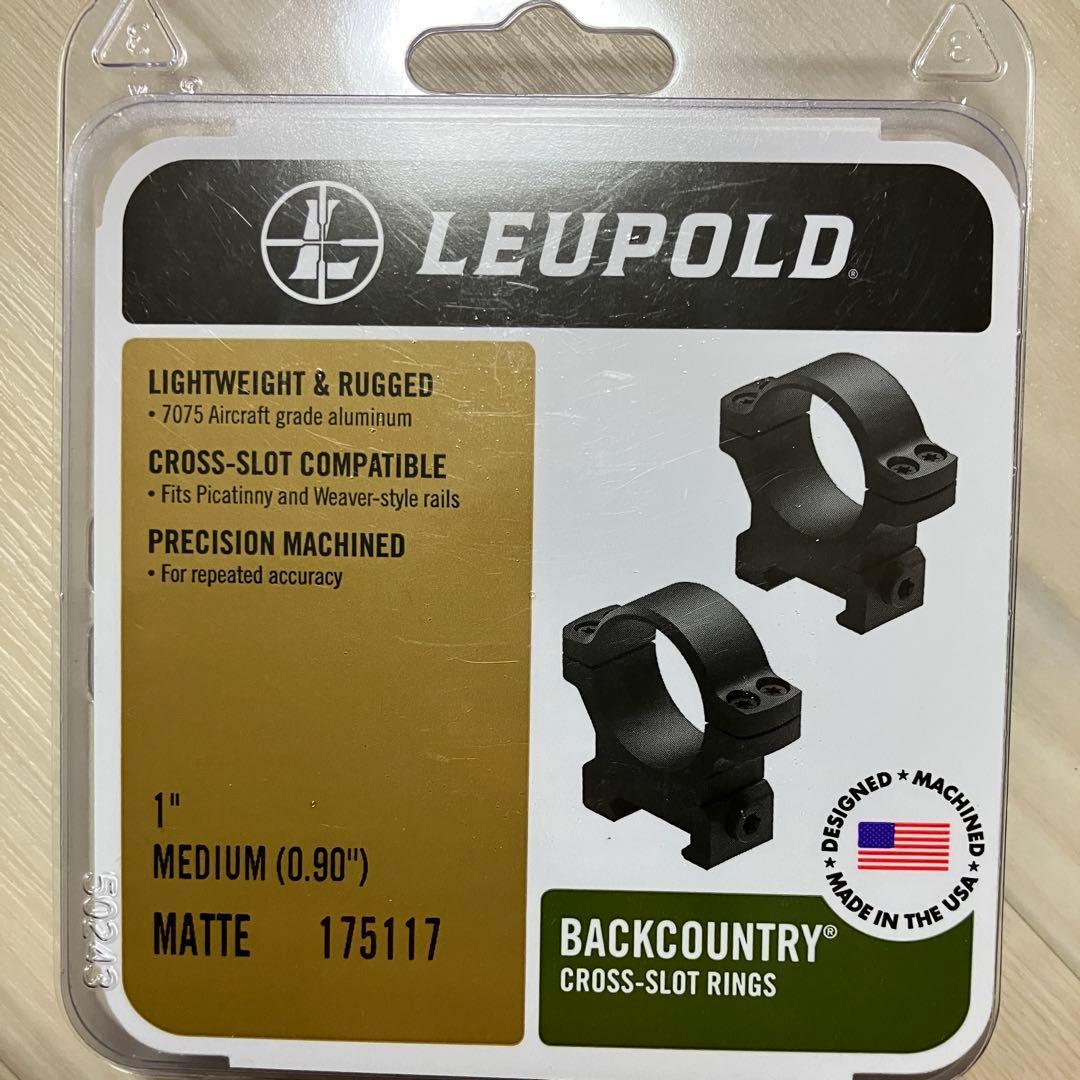 3
3
LEUPOLD®
LIGHTWEIGHT & RUGGED
• 7075 Aircraft grade aluminum
CROSS-SLOT COMPATIBLE
• Fits Picatinny and Weaver-style rails
PRECISION MACHINED
• For repeated accuracy
1"
MEDIUM (0.90")
MATTE 175117
50243
DESIGNED ★ MACHINED ★ MADE IN THE USA ★
BACKCOUNTRY®
CROSS-SLOT RINGS